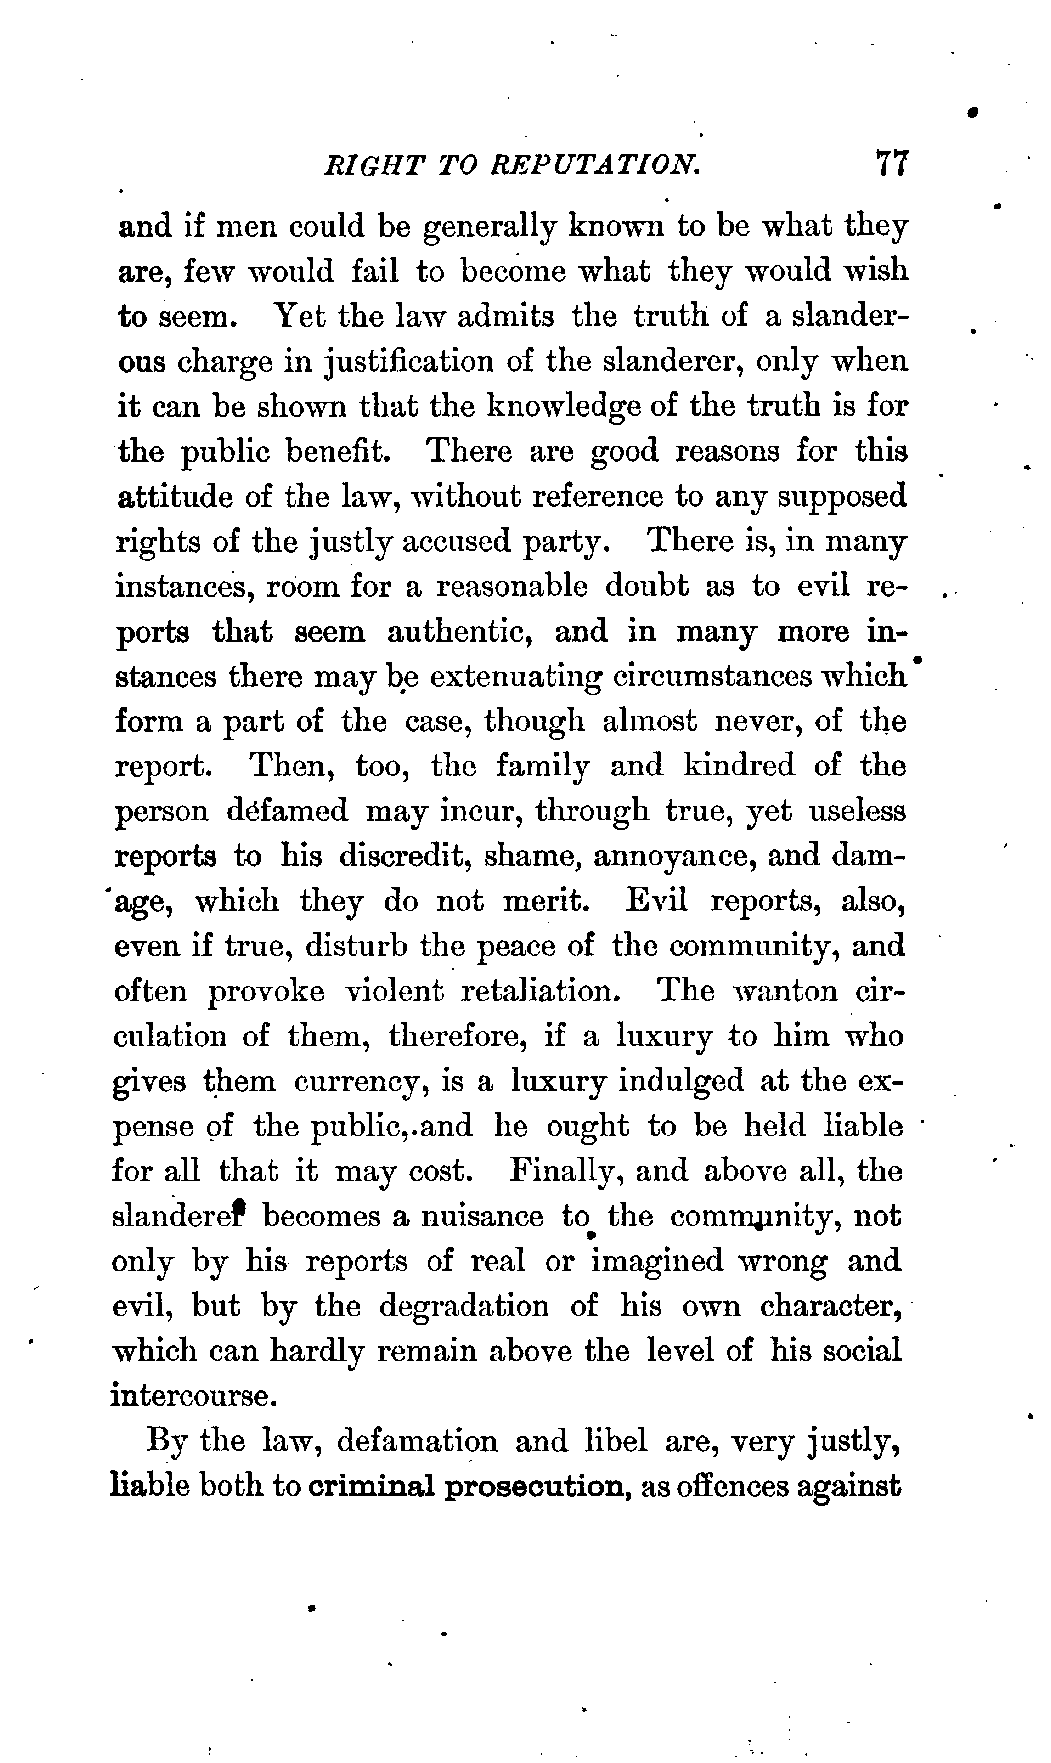 RIGHT TO REPUTATION. 77
and if men could be generally known to be what they
are, few would fail to become what they would wish
to seem. Yet the law admits the truth of a slander-
ous charge in justification of the slanderer, only when
it can be shown that the knowledge of the truth is for
the public benefit. There are good reasons for this
attitude of the law, without reference to any supposed
rights of the justly accused party. There is, in many
instances, room for a reasonable doubt as to evil re-
ports that seem authentic, and in many more in-
stances there may be extenuating circumstances which
form a part of the case, though almost never, of the
report. Then, too, the family and kindred of the
person defamed may incur, through true, yet useless
reports to his discredit, shame, annoyance, and dam-
age, which they do not merit. Evil reports, also,
even if true, disturb the peace of the community, and
often provoke violent retaliation. The wanton cir-
culation of them, therefore, if a luxury to him who
gives them currency, is a luxury indulged at the ex-
pense of the public, and he ought to be held liable
for all that it may cost. Finally, and above all, the
slanderer becomes a nuisance to the community, not
only by his reports of real or imagined wrong and
evil, but by the degradation of his own character,
which can hardly remain above the level of his social
intercourse.
By the law, defamation and libel are, very justly,
liable both to criminal prosecution, as offences against